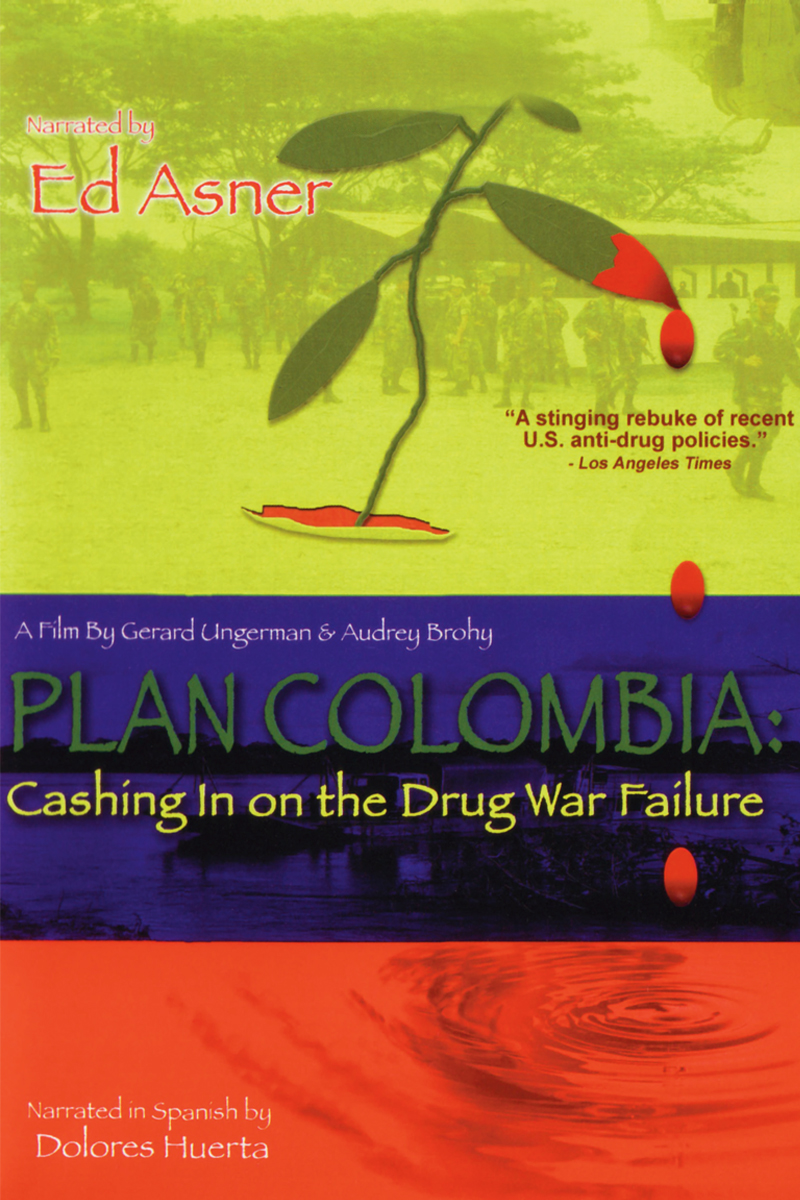 Narrated by
Ed Asner
“A stinging rebuke of recent
U.S. anti-drug policies.”
- Los Angeles Times
A Film By Gerard Ungerman & Audrey Brohy
PLAN COLOMBIA:
Cashing In on the Drug War Failure
Narrated in Spanish by
Dolores Huerta